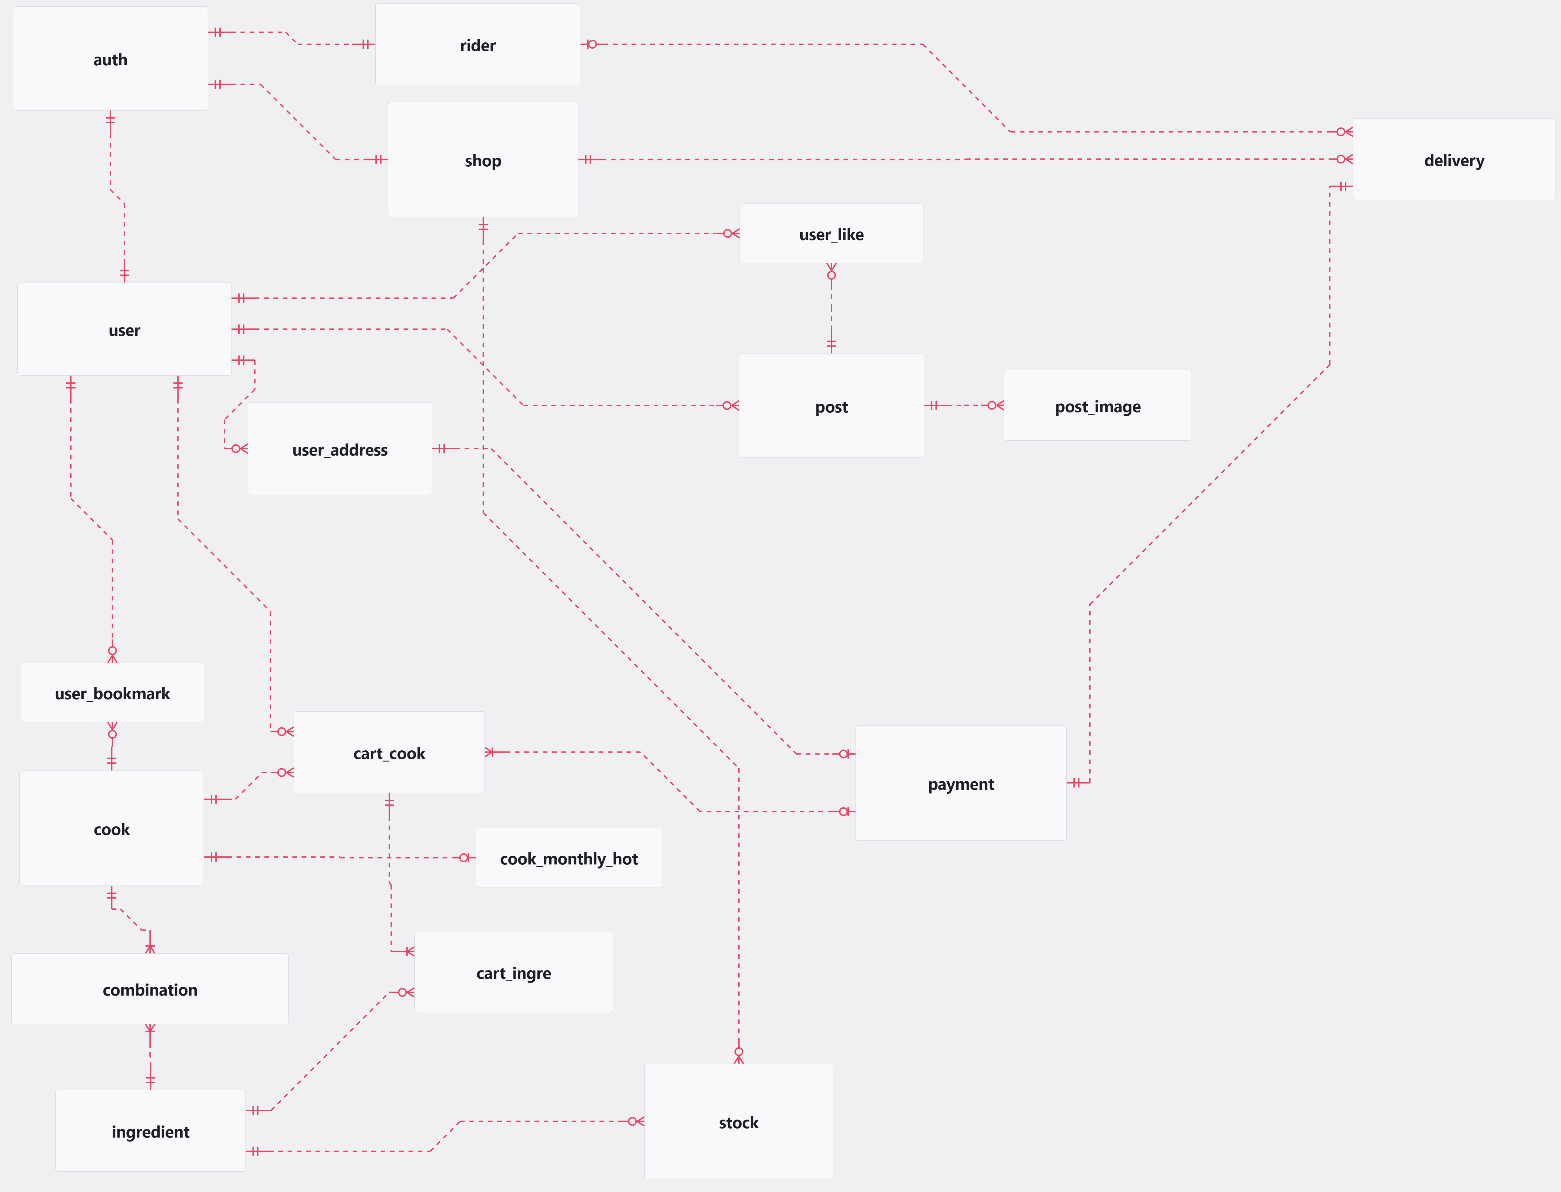 auth
rider
shop
delivery
user_like
user
post
post_image
user_address
user_bookmark
cart_cook
payment
cook
cook_monthly_hot
cart_ingre
combination
stock
ingredient